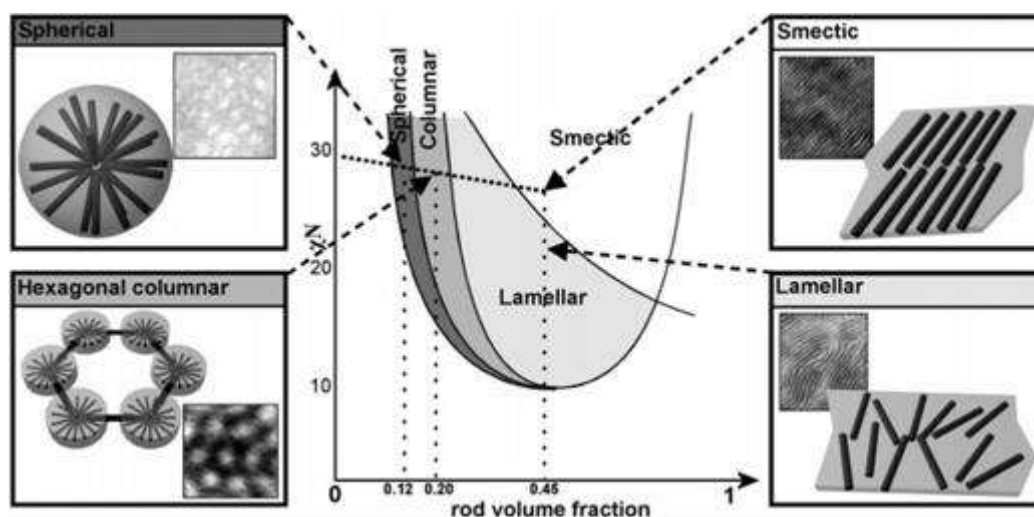 Spherical
Smectic
Hexagonal columnar
Lamellar
Spherical
Columnar
Smectic
Lamellar
χN
30
20
10
0
0.12
0.20
0.45
1
rod volume fraction